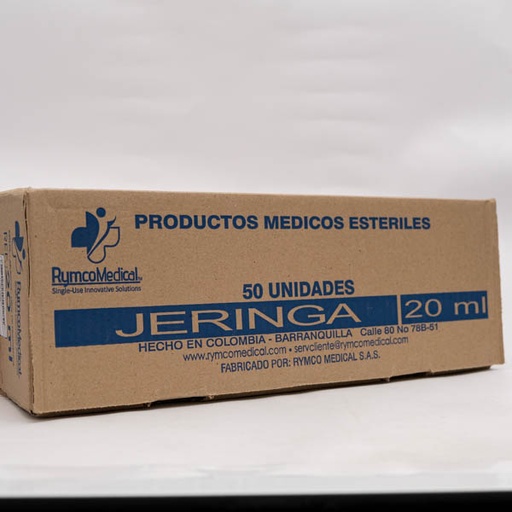 PRODUCTOS MEDICOS ESTERILES
RymcoMedical
Single-Use Innovative Solutions
50 UNIDADES
JERINGA 20 ml
HECHO EN COLOMBIA - BARRANQUILLA Calle 80 No 78B-51
www.rymcomedical.com • servcliente@rymcomedical.com
FABRICADO POR: RYMCO MEDICAL S.A.S.
RymcoMedical